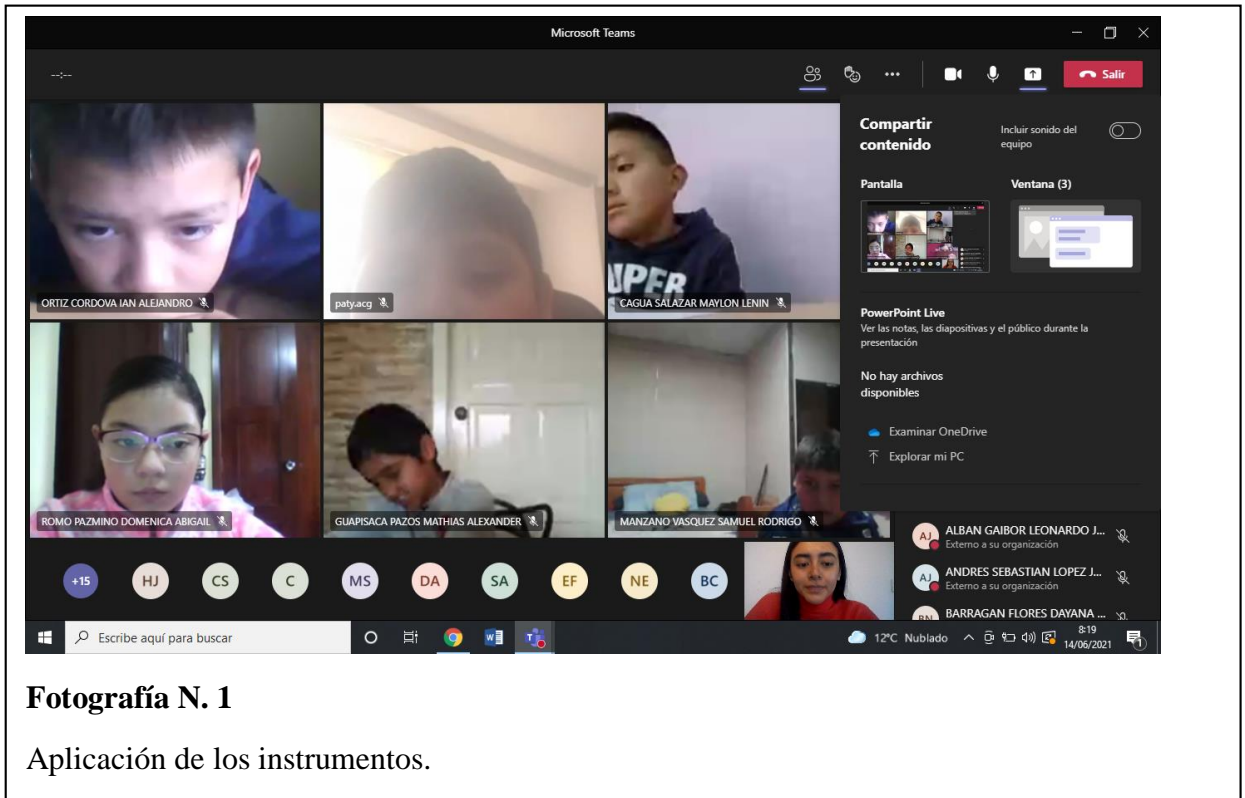 Microsoft Teams
--:--
Salir
Compartir
contenido
Incluir sonido del
equipo
Pantalla
Ventana (3)
PowerPoint Live
Ver las notas, las diapositivas y el público durante la
presentación
No hay archivos
disponibles
Examinar OneDrive
Explorar mi PC
UPER
ORTIZ CORDOVA IAN ALEJANDRO
paty.acg
CAGUA SALAZAR MAYLON LENIN
ROMO PAZMINO DOMENICA ABIGAIL
GUAPISACA PAZOS MATHIAS ALEXANDER
MANZANO VASQUEZ SAMUEL RODRIGO
+15
HJ
CS
C
MS
DA
SA
EF
NE
BC
AJ
ALBAN GAIBOR LEONARDO J...
Externo a su organización
AJ
ANDRES SEBASTIAN LOPEZ J...
Externo a su organización
BN
BARRAGAN FLORES DAYANA ...
Escribe aquí para buscar
12°C Nublado
8:19
14/06/2021
1
Fotografía N. 1
Aplicación de los instrumentos.